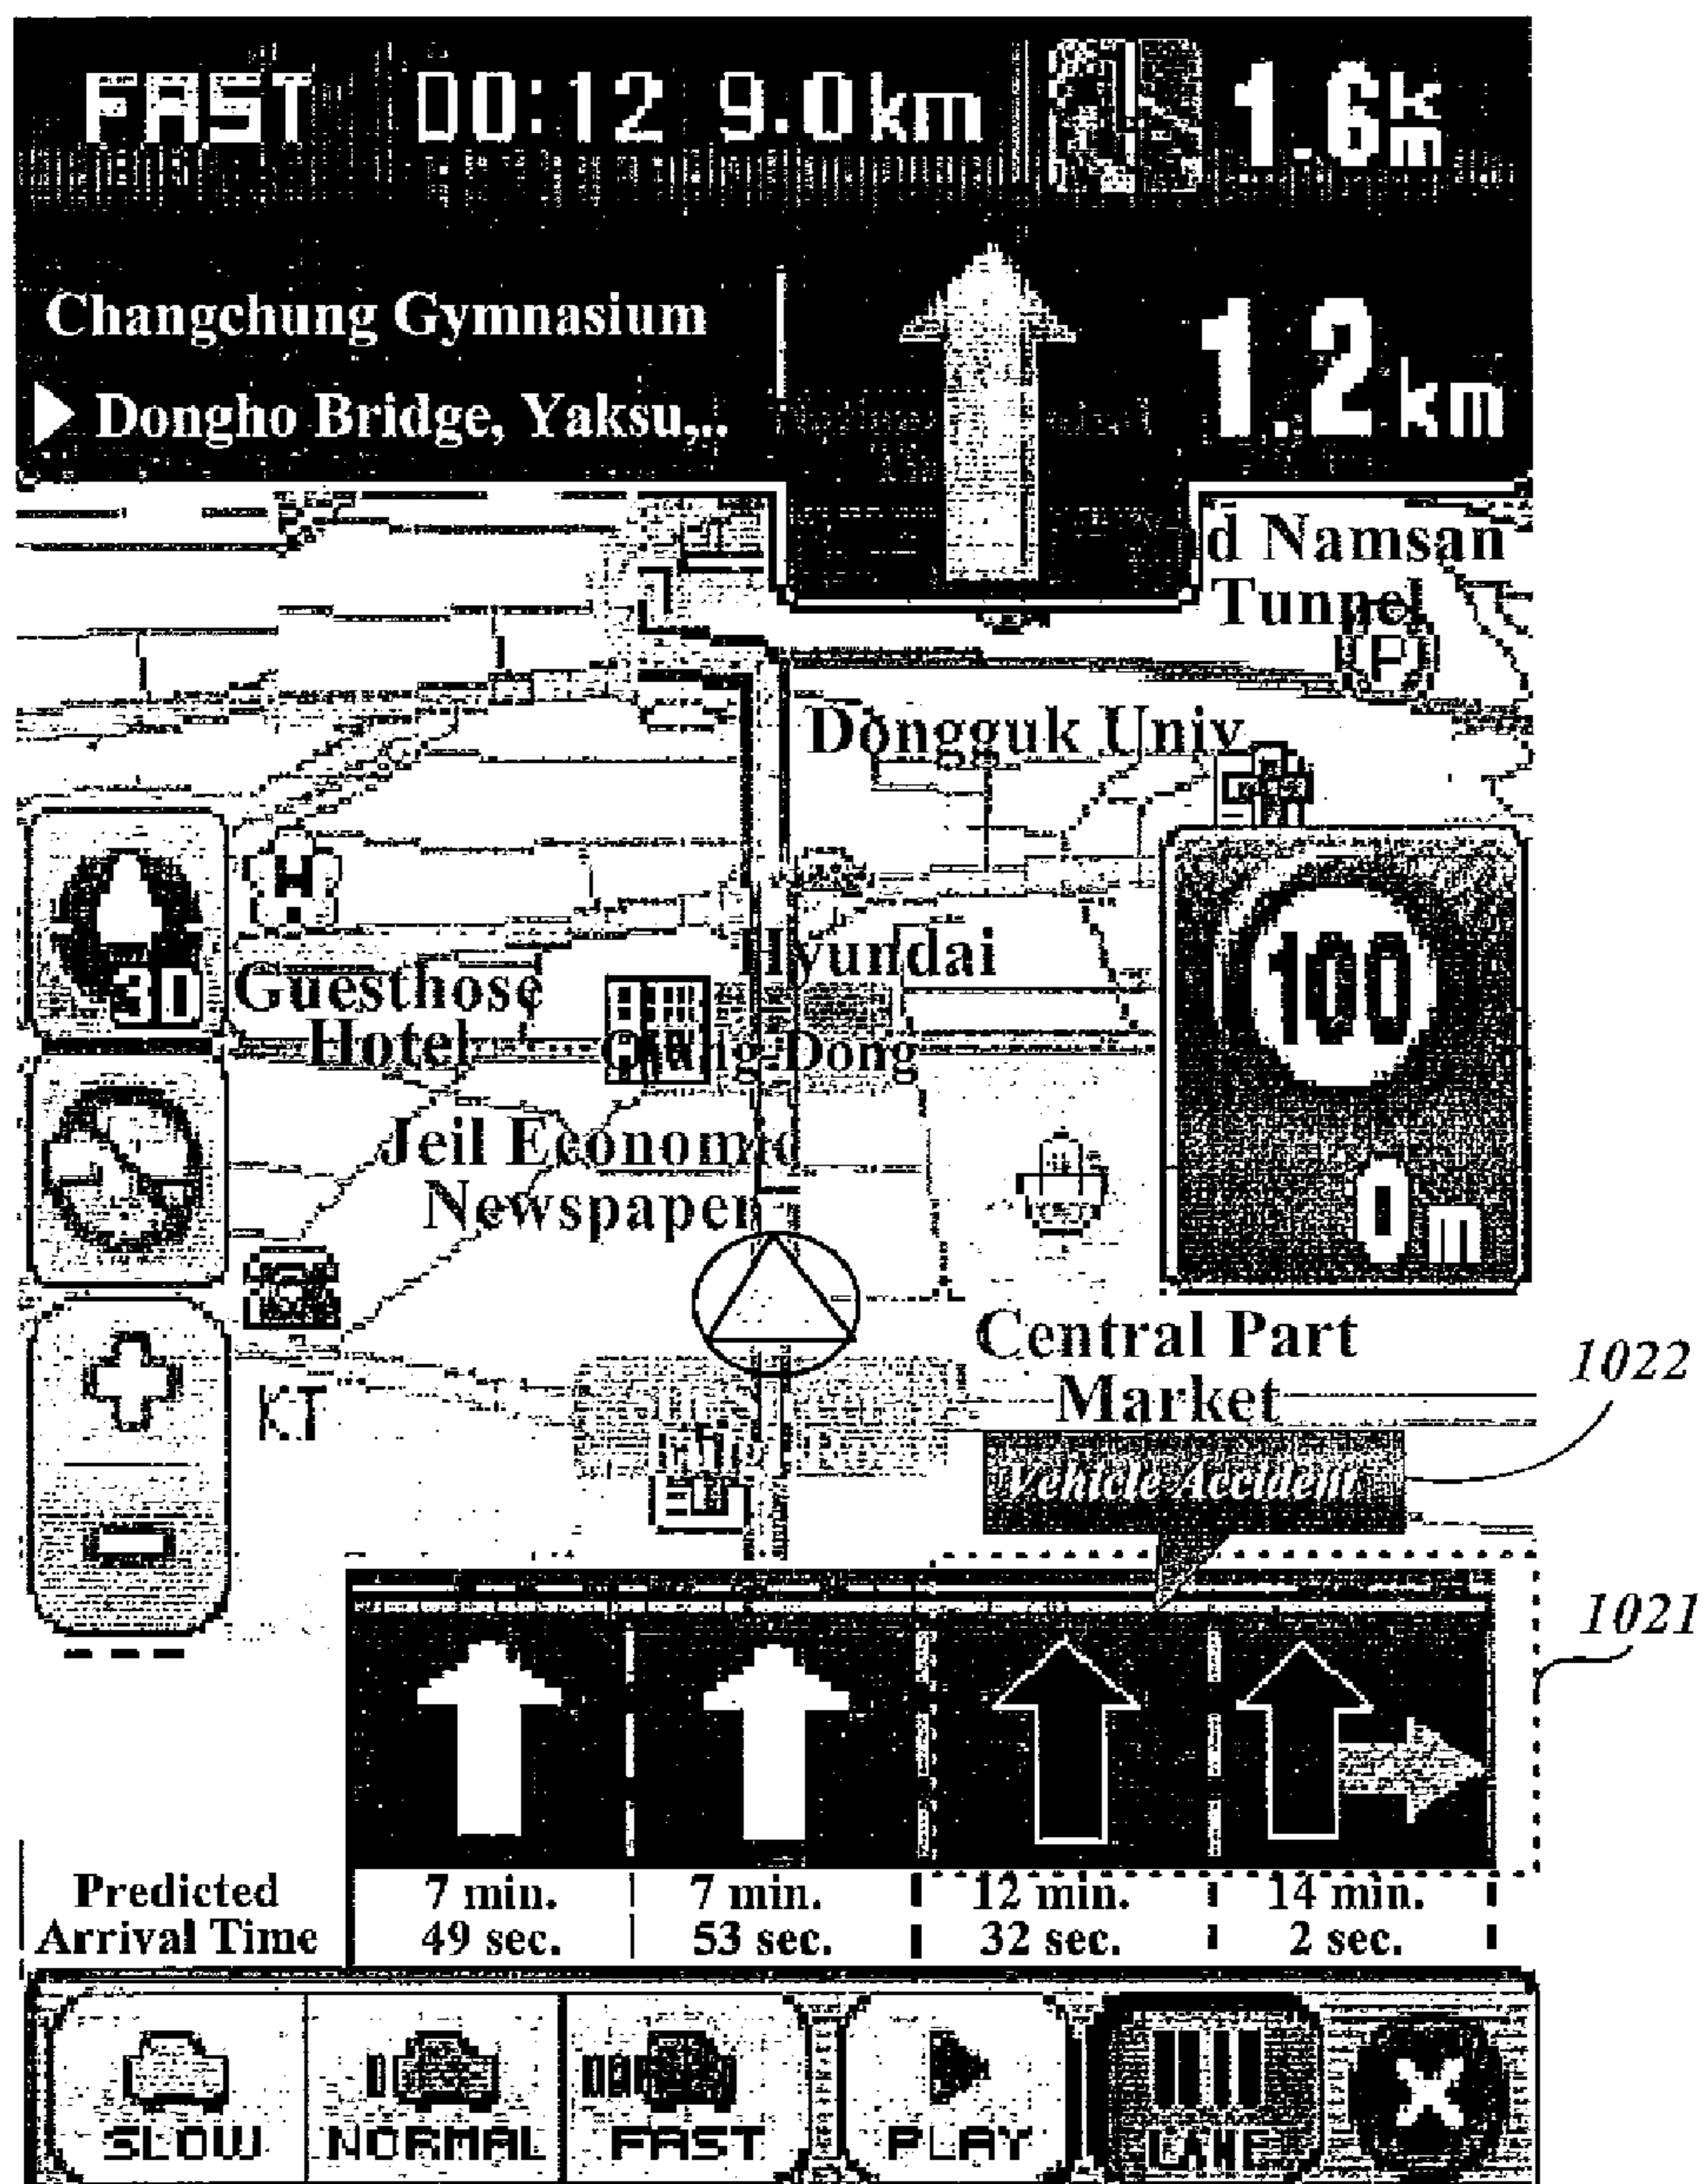 FAST 00:12 9.0km 1.6km
Changchung Gymnasium
Dongho Bridge, Yaksu,..
1.2km
d Namsan
Tunnel
P
Dongguk Univ
H
30
100
Hyundai
Guesthose
Hotel
Dong
Jeil Economic
Newspaper
0 m
Central Part
Market
1022
KT
Vehicle Accident
1021
Predicted
Arrival Time
7 min.
49 sec.
7 min.
53 sec.
12 min.
32 sec.
14 min.
2 sec.
SLOW NORMAL FAST PLAY LANE